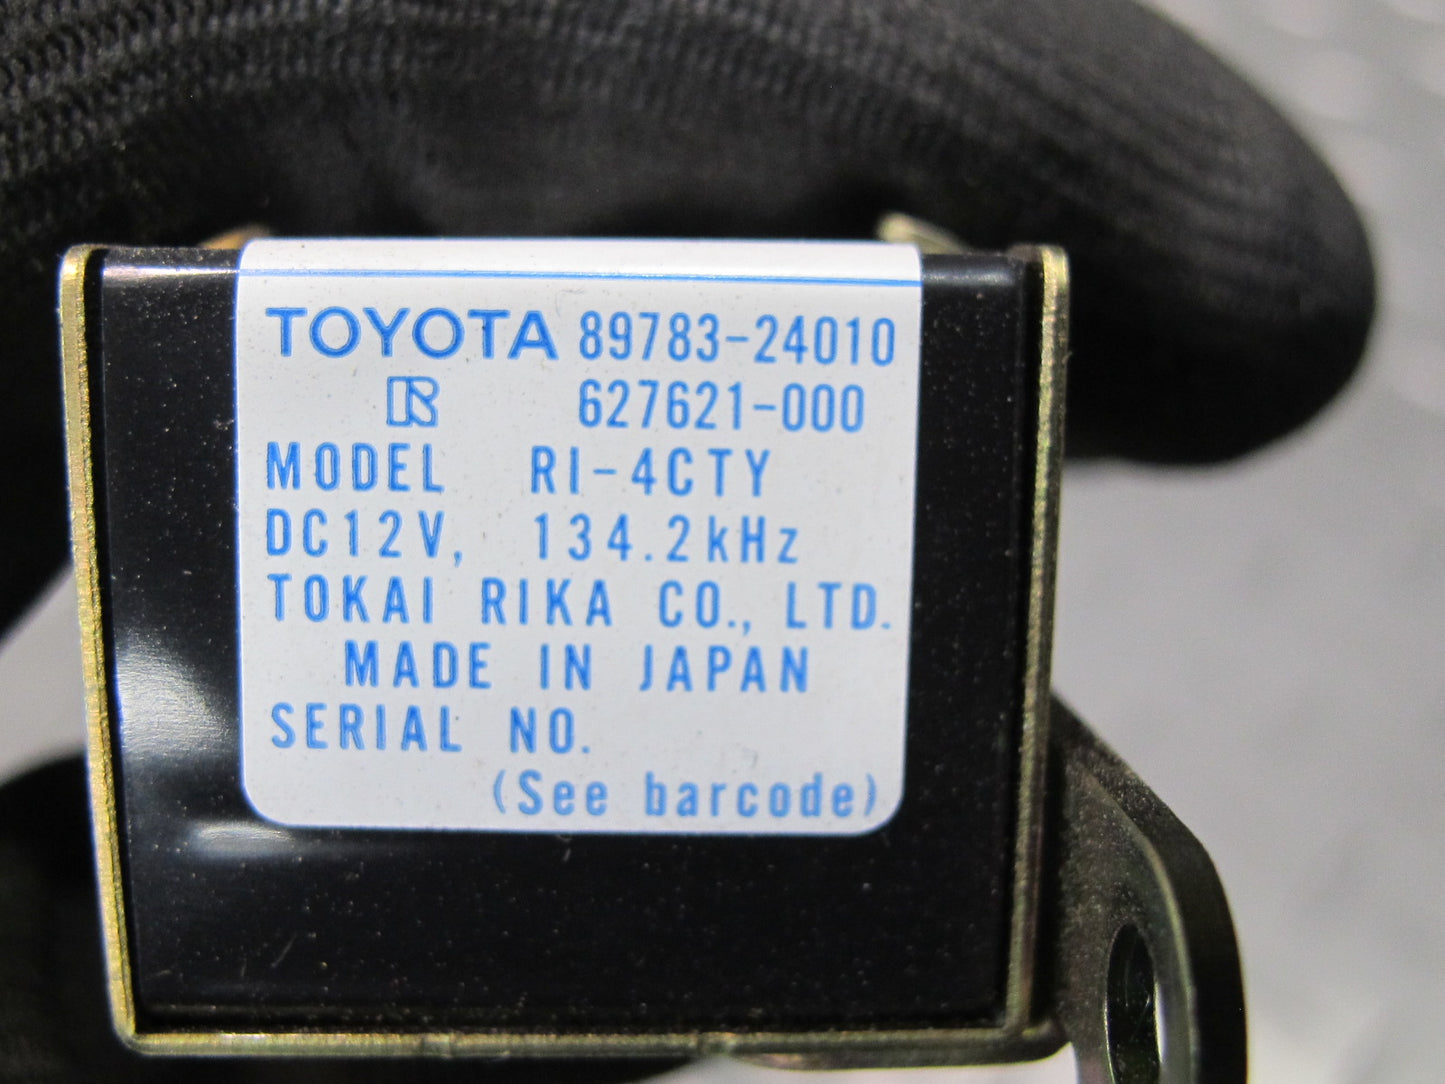 TOYOTA 89783-24010
R 627621-000
MODEL RI-4CTY
DC12V, 134.2kHz
TOKAI RIKA CO., LTD.
MADE IN JAPAN
SERIAL NO.
(See barcode)